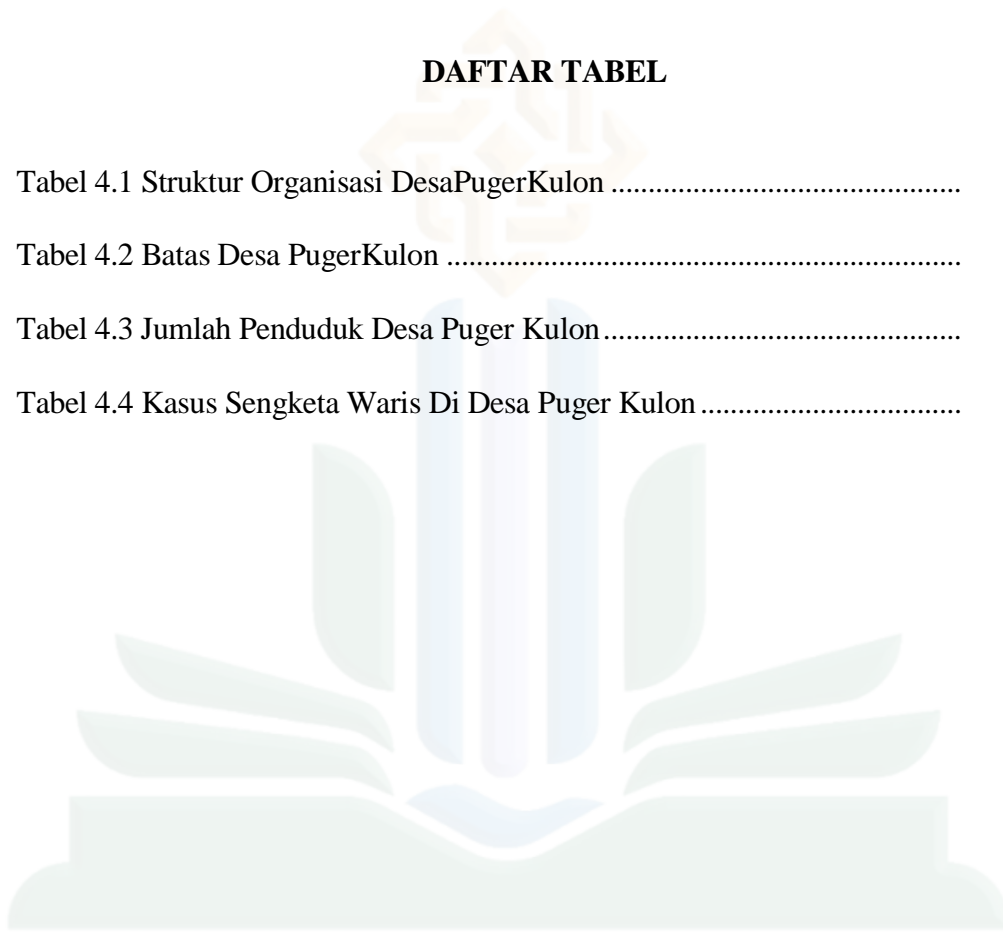 DAFTAR TABEL
Tabel 4.1 Struktur Organisasi DesaPugerKulon ...............................................
Tabel 4.2 Batas Desa PugerKulon .....................................................................
Tabel 4.3 Jumlah Penduduk Desa Puger Kulon................................................
Tabel 4.4 Kasus Sengketa Waris Di Desa Puger Kulon ...................................